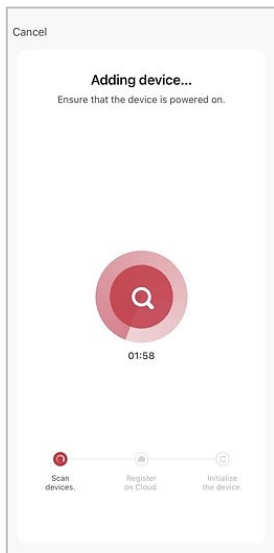 Cancel
Adding device...
Ensure that the device is powered on.
01:58
Scan
devices.
Register
on Cloud.
Initialize
the device.